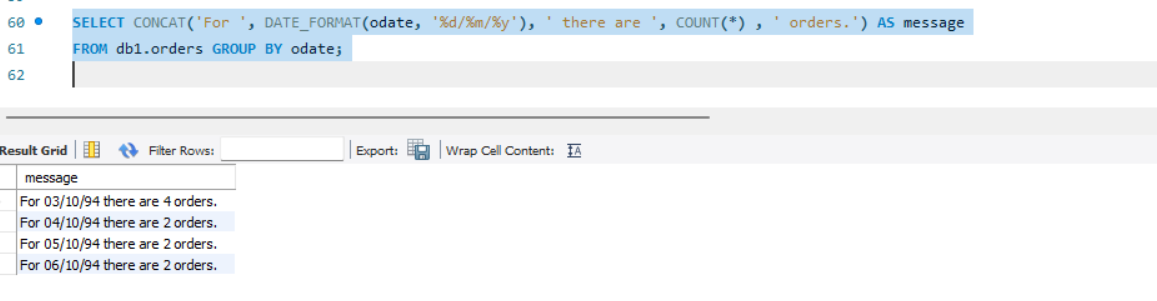 60 SELECT CONCAT('For ', DATE_FORMAT(odate, '%d/%m/%y'), ' there are ', COUNT(*) , ' orders.') AS message
61 FROM db1.orders GROUP BY odate;
62
Result Grid Filter Rows: Export: Wrap Cell Content: IA
message
For 03/10/94 there are 4 orders.
For 04/10/94 there are 2 orders.
For 05/10/94 there are 2 orders.
For 06/10/94 there are 2 orders.